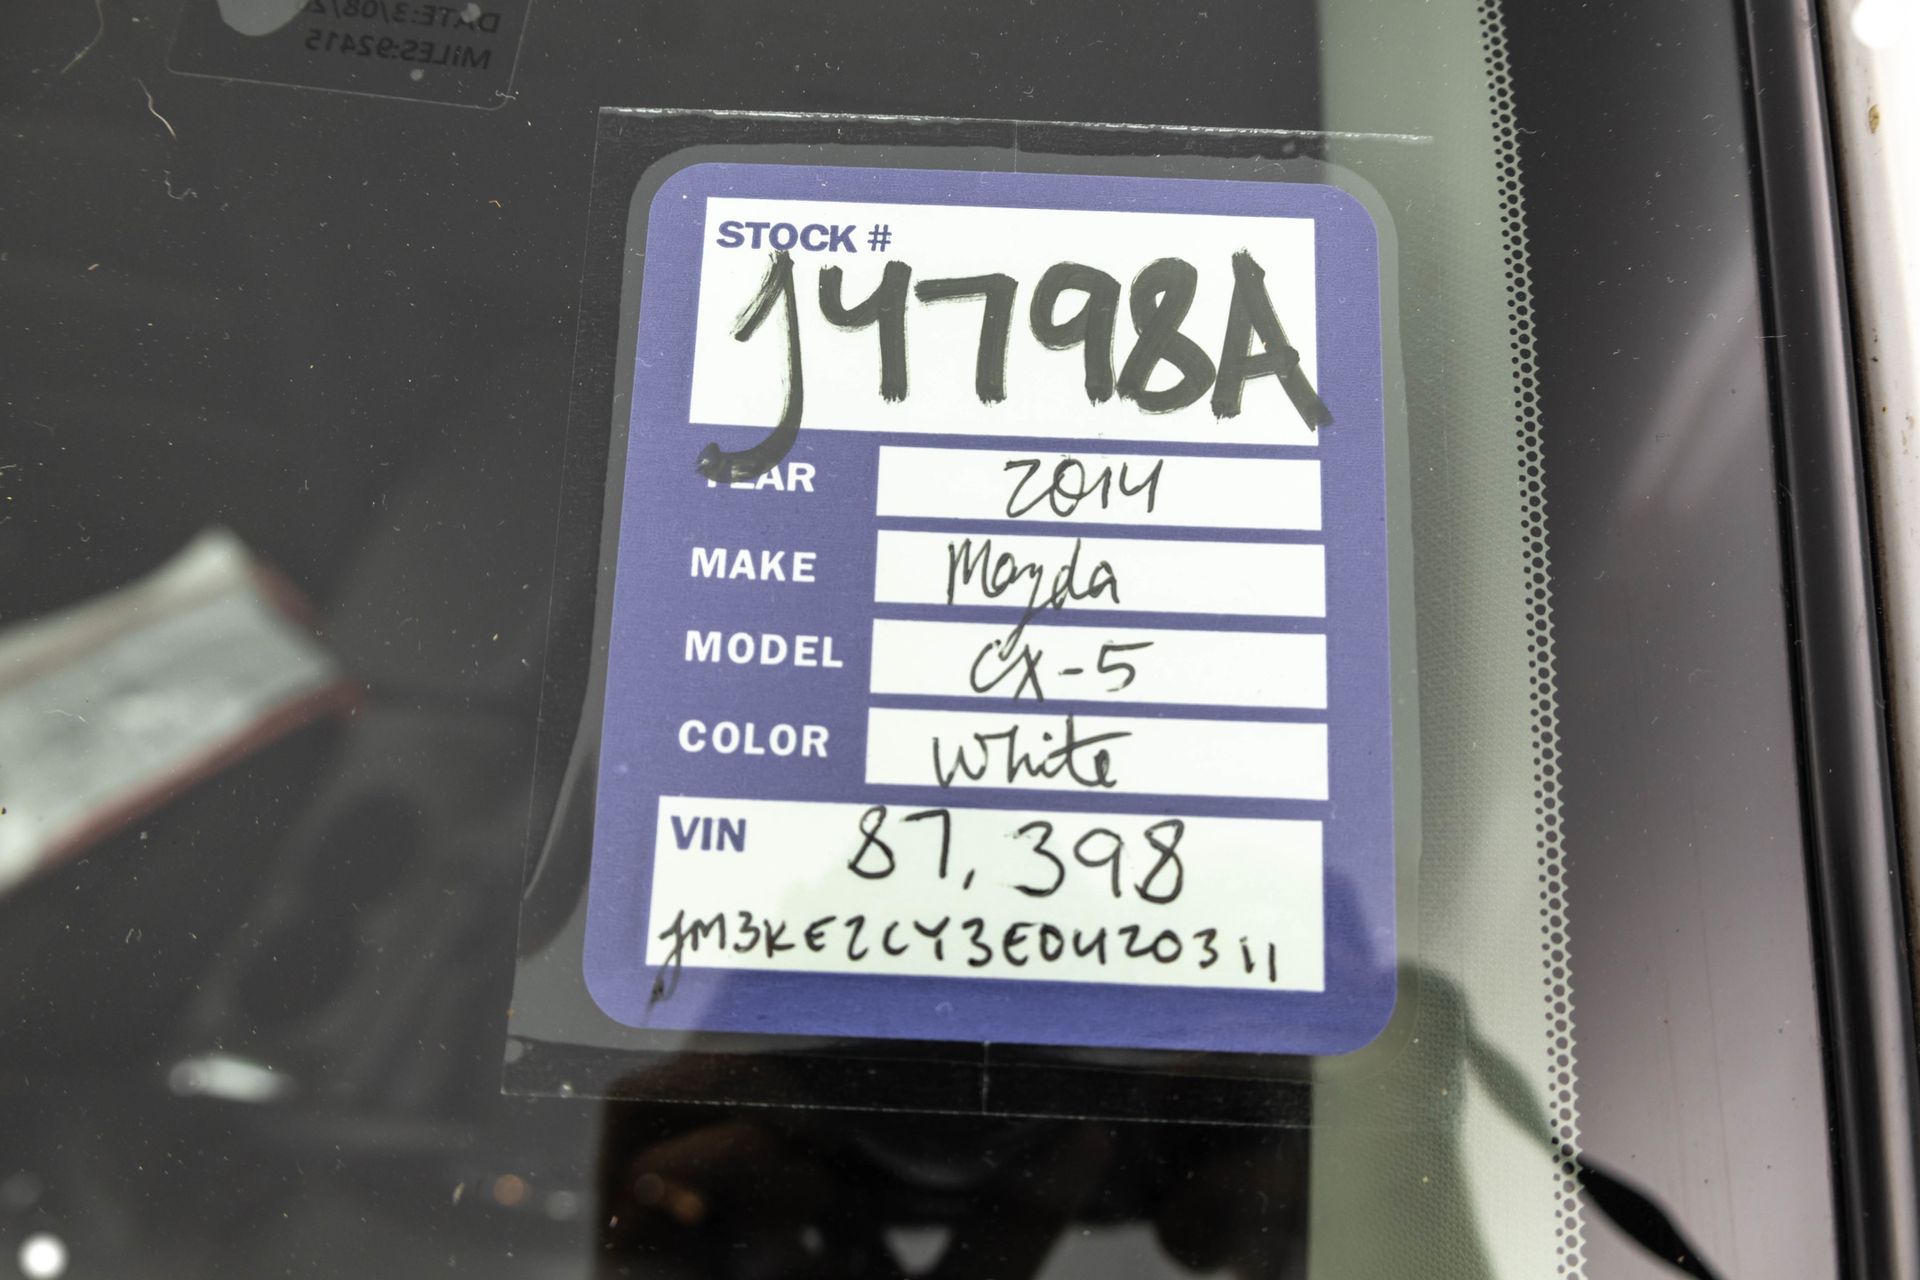 DATE:3/08/2
MILES:92415
STOCK #
J4798A
YEAR 2014
MAKE Mazda
MODEL CX-5
COLOR White
VIN 87,398
JM3KE2CY3E0420311